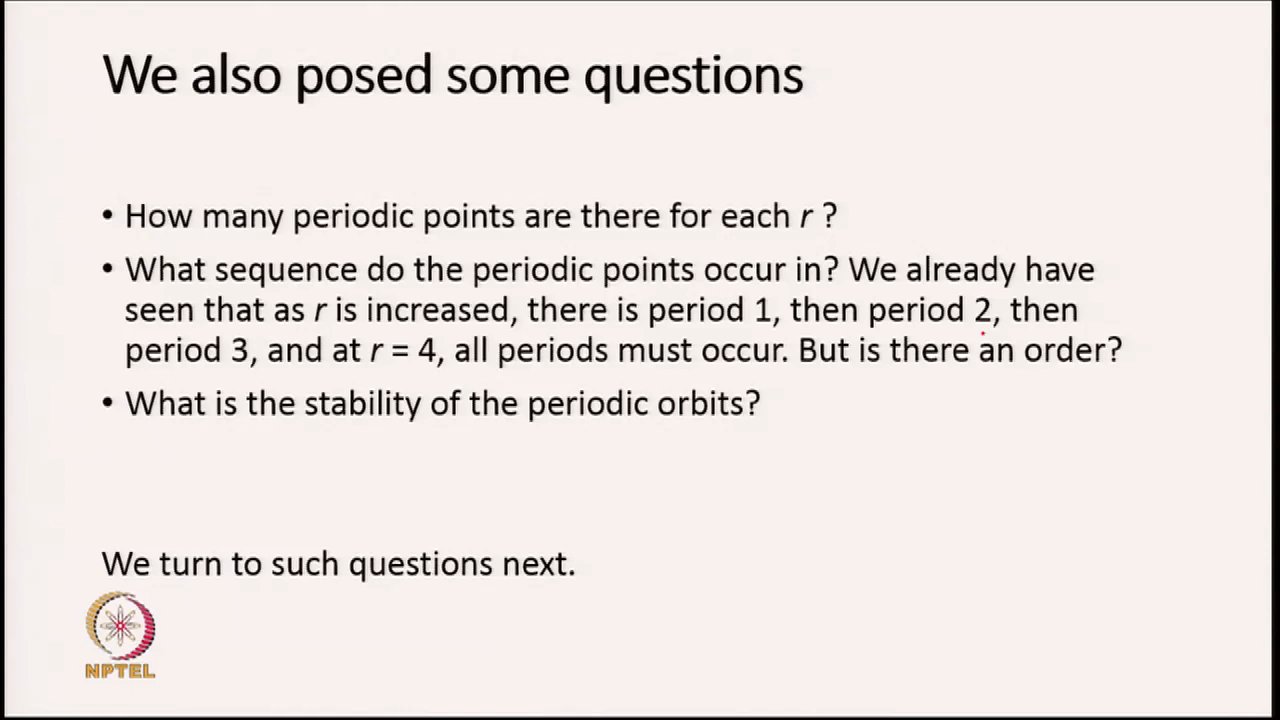 We also posed some questions
• How many periodic points are there for each r ?
• What sequence do the periodic points occur in? We already have
seen that as r is increased, there is period 1, then period 2, then
period 3, and at r = 4, all periods must occur. But is there an order?
• What is the stability of the periodic orbits?
We turn to such questions next.
NPTEL